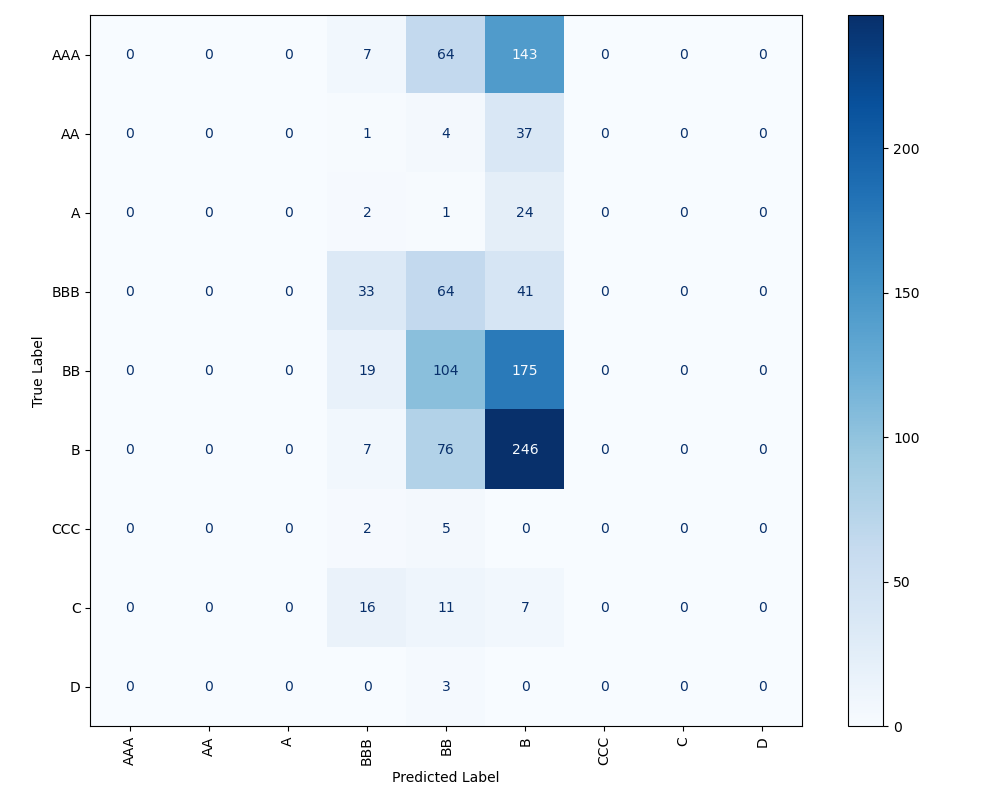 AAA 0 0 0 7 64 143 0 0 0
AA 0 0 0 1 4 37 0 0 0
A 0 0 0 2 1 24 0 0 0
BBB 0 0 0 33 64 41 0 0 0
BB 0 0 0 19 104 175 0 0 0
B 0 0 0 7 76 246 0 0 0
CCC 0 0 0 2 5 0 0 0 0
C 0 0 0 16 11 7 0 0 0
D 0 0 0 0 3 0 0 0 0
True Label
AAA AA A BBB BB B CCC C D
Predicted Label
200
150
100
50
0